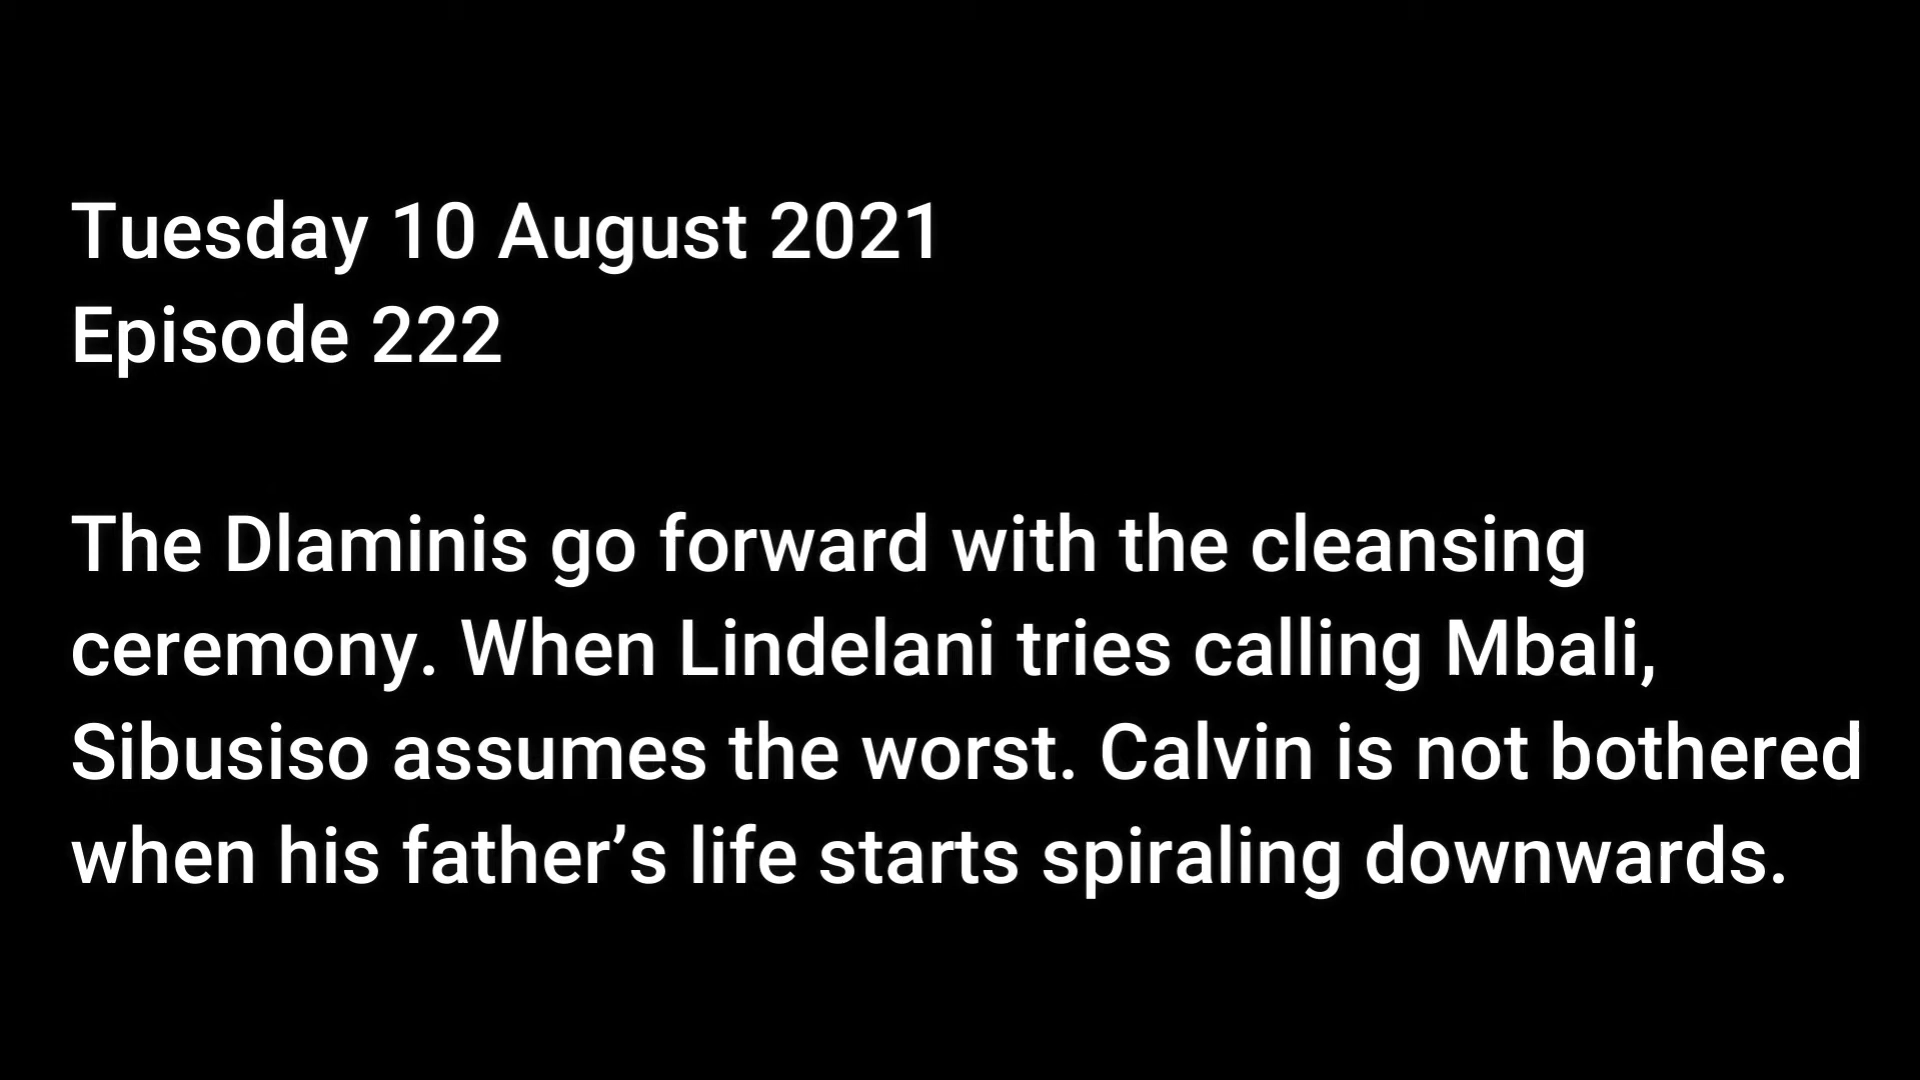 Tuesday 10 August 2021
Episode 222
The Dlaminis go forward with the cleansing
ceremony. When Lindelani tries calling Mbali,
Sibusiso assumes the worst. Calvin is not bothered
when his father’s life starts spiraling downwards.